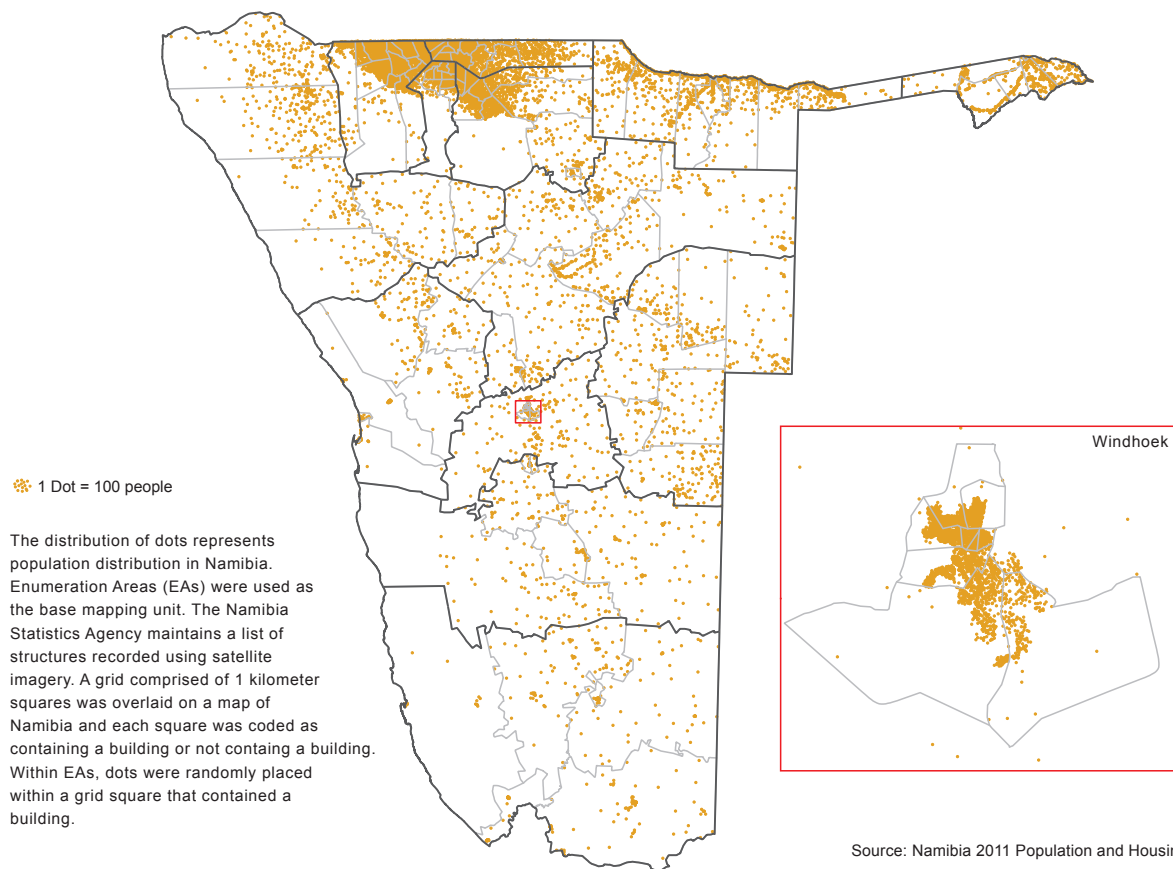 Windhoek
1 Dot = 100 people
The distribution of dots represents
population distribution in Namibia.
Enumeration Areas (EAs) were used as
the base mapping unit. The Namibia
Statistics Agency maintains a list of
structures recorded using satellite
imagery. A grid comprised of 1 kilometer
squares was overlaid on a map of
Namibia and each square was coded as
containing a building or not containg a building.
Within EAs, dots were randomly placed
within a grid square that contained a
building.
Source: Namibia 2011 Population and Housin